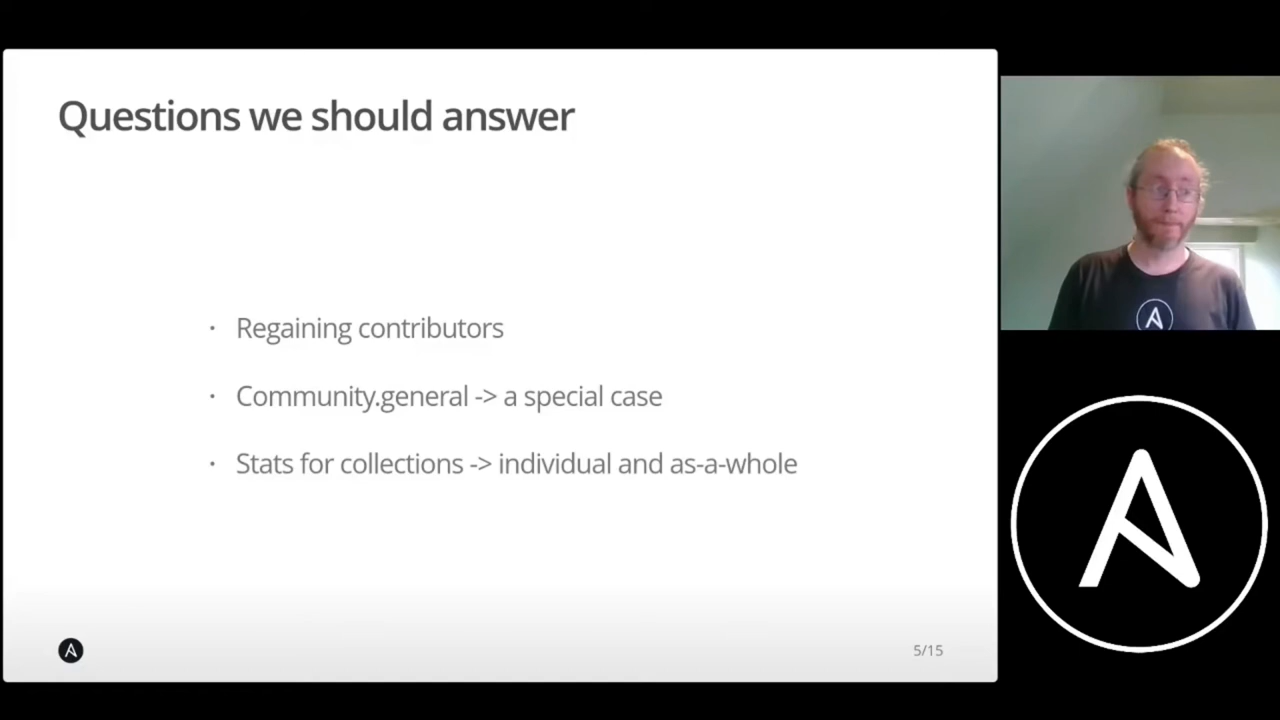 Questions we should answer
· Regaining contributors
· Community.general -> a special case
· Stats for collections -> individual and as-a-whole
5/15